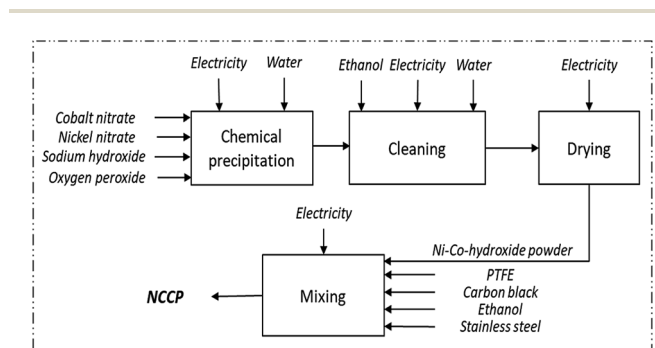 Electricity Water
Ethanol Electricity Water
Electricity
Cobalt nitrate
Nickel nitrate
Sodium hydroxide
Oxygen peroxide
Chemical
precipitation
Cleaning
Drying
Electricity
Ni-Co-hydroxide powder
PTFE
Carbon black
Ethanol
Stainless steel
Mixing
NCCP